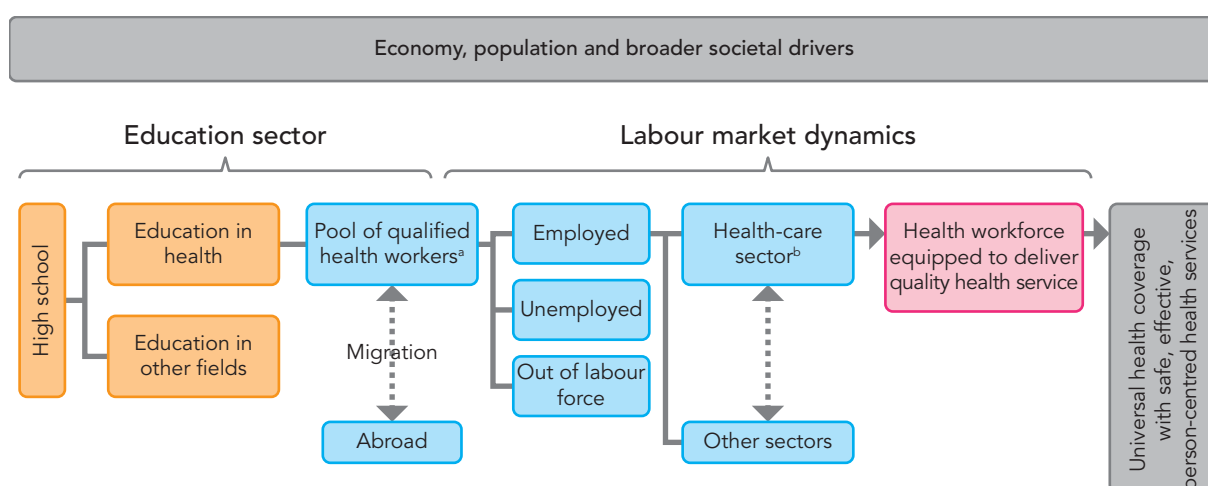 Economy, population and broader societal drivers
Education sector
Labour market dynamics
High school
Education in
health
Education in
other fields
Pool of qualified
health workersᵃ
Migration
Abroad
Employed
Unemployed
Out of labour
force
Health-care
sectorᵇ
Other sectors
Health workforce
equipped to deliver
quality health service
Universal health coverage
with safe, effective,
person-centred health services